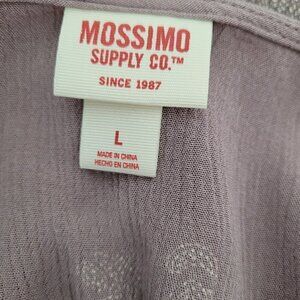 MOSSIMO
SUPPLY CO.™
SINCE 1987
L
MADE IN CHINA
HECHO EN CHINA